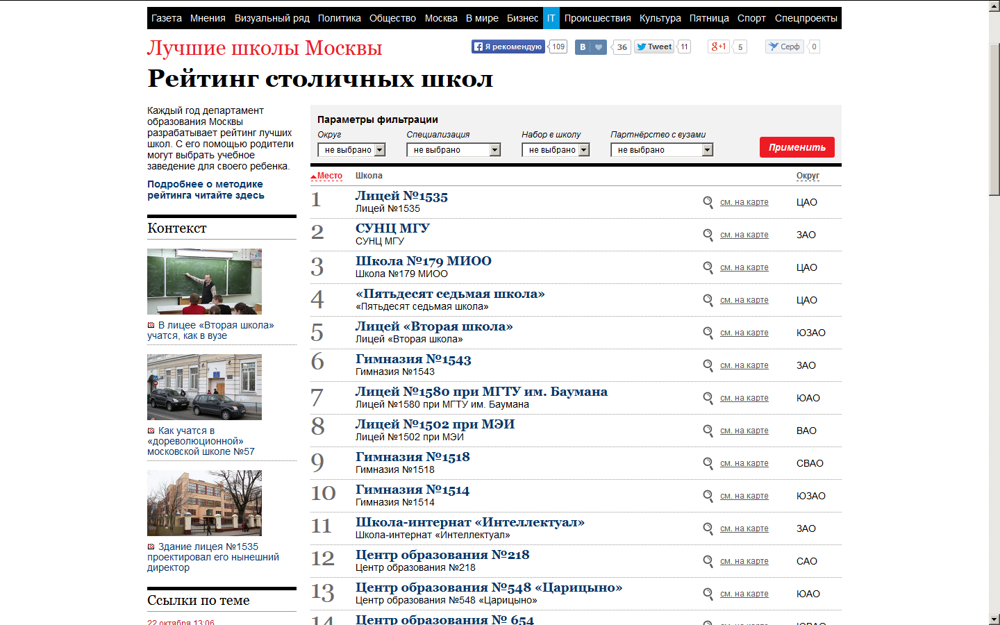 Газета Мнения Визуальный ряд Политика Общество Москва В мире Бизнес IT Происшествия Культура Пятница Спорт Спецпроекты
Лучшие школы Москвы
Я рекомендую 109 B 36 Tweet 11 g+1 5 Серф 0
Рейтинг столичных школ
Каждый год департамент
образования Москвы
разрабатывает рейтинг лучших
школ. С его помощью родители
могут выбрать учебное
заведение для своего ребенка.
Подробнее о методике
рейтинга читайте здесь
Контекст
В лицее «Вторая школа»
учатся, как в вузе
Как учатся в
«дореволюционной»
московской школе №57
Здание лицея №1535
проектировал его нынешний
директор
Ссылки по теме
22 октября 13:06
Параметры фильтрации
Округ Специализация Набор в школу Партнёрство с вузами
не выбрано не выбрано не выбрано не выбрано Применить
Место Школа Округ
1 Лицей №1535 см. на карте ЦАО
Лицей №1535
2 СУНЦ МГУ см. на карте ЗАО
СУНЦ МГУ
3 Школа №179 МИОО см. на карте ЦАО
Школа №179 МИОО
4 «Пятьдесят седьмая школа» см. на карте ЦАО
«Пятьдесят седьмая школа»
5 Лицей «Вторая школа» см. на карте ЮЗАО
Лицей «Вторая школа»
6 Гимназия №1543 см. на карте ЗАО
Гимназия №1543
7 Лицей №1580 при МГТУ им. Баумана см. на карте ЮАО
Лицей №1580 при МГТУ им. Баумана
8 Лицей №1502 при МЭИ см. на карте ВАО
Лицей №1502 при МЭИ
9 Гимназия №1518 см. на карте СВАО
Гимназия №1518
10 Гимназия №1514 см. на карте ЮЗАО
Гимназия №1514
11 Школа-интернат «Интеллектуал» см. на карте ЗАО
Школа-интернат «Интеллектуал»
12 Центр образования №218 см. на карте САО
Центр образования №218
13 Центр образования №548 «Царицыно» см. на карте ЮАО
Центр образования №548 «Царицыно»
14 Центр образования № 654